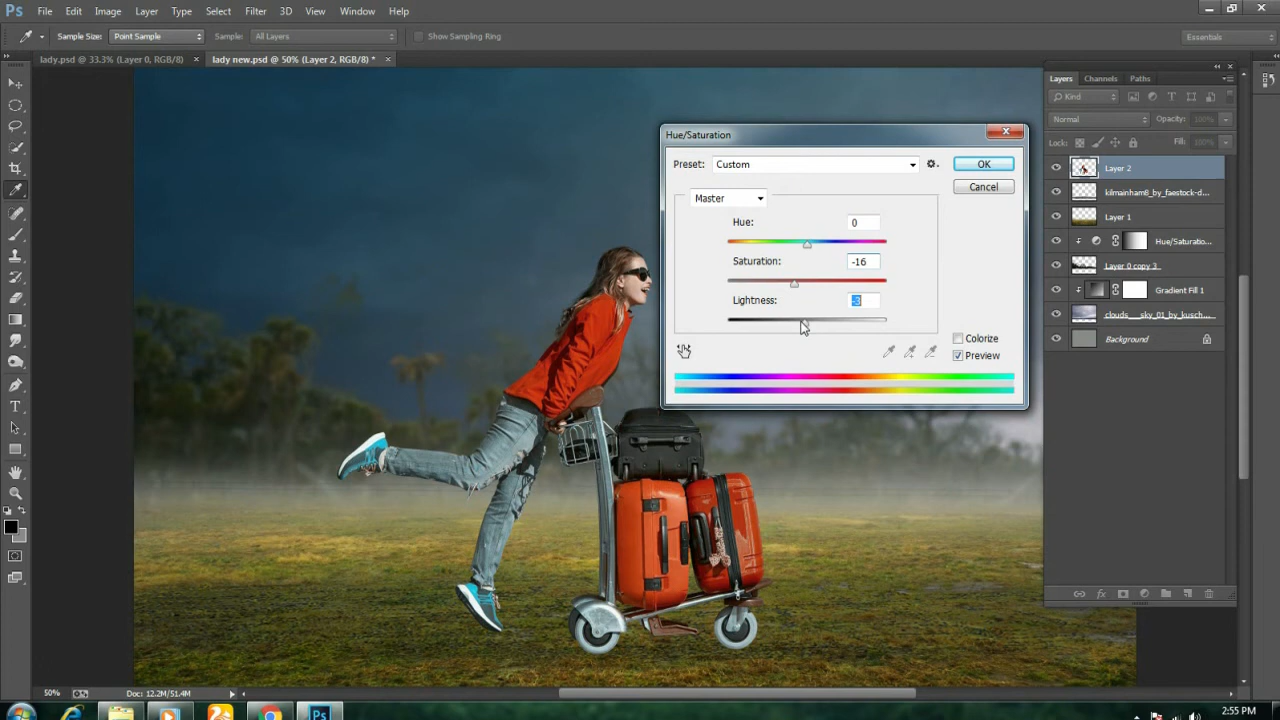 Ps File Edit Image Layer Type Select Filter 3D View Window Help
Sample Size: Point Sample Sample: All Layers Show Sampling Ring Essentials
lady.psd @ 33.3% (Layer 0, RGB/8) × lady new.psd @ 50% (Layer 2, RGB/8) * ×
Layers Channels Paths
Kind
Normal Opacity: 100%
Lock: Fill: 100%
Layer 2
kilmainham8_by_faestock-d...
Layer 1
Hue/Saturatio...
Layer 0 copy 3
Gradient Fill 1
clouds___sky_01_by_kusch...
Background
Hue/Saturation
Preset: Custom OK
Cancel
Master
Hue: 0
Saturation: -16
Lightness: -3
Colorize
Preview
50% Doc: 12.2M/51.4M
Ps
2:55 PM